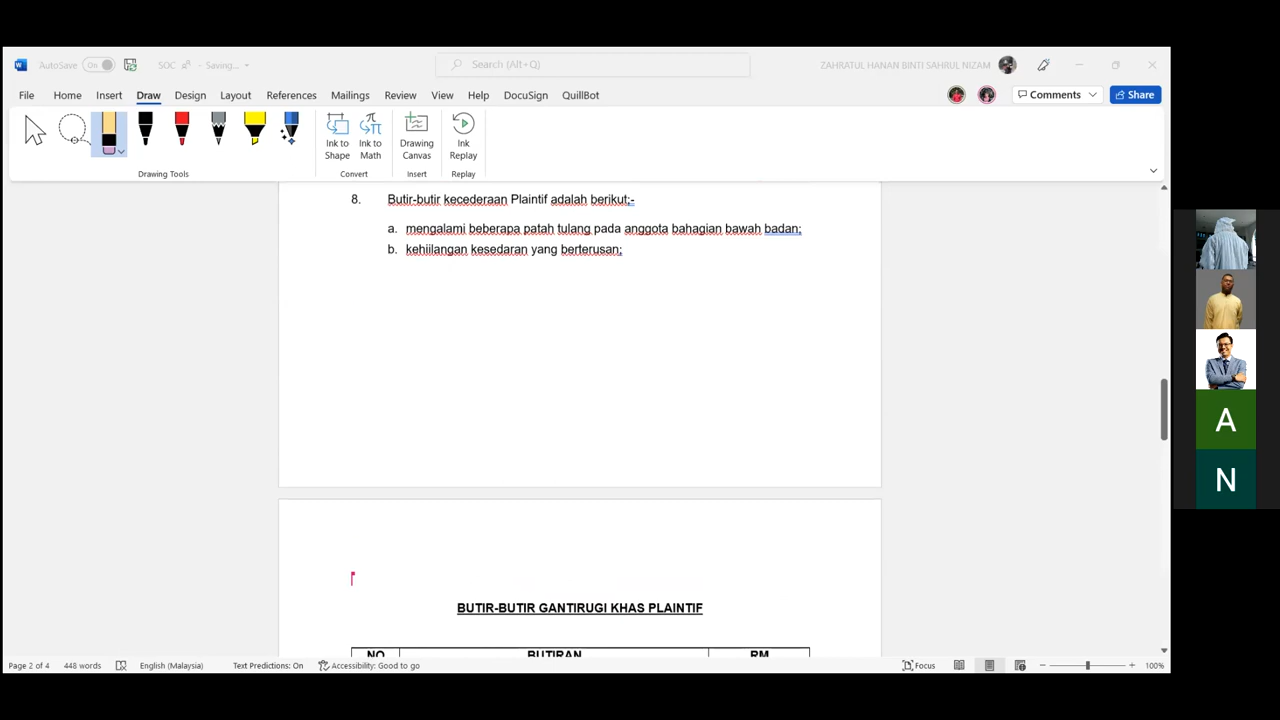 AutoSave On SOC Saving... Search (Alt+Q) ZAHRATUL HANAN BINTI SAHRUL NIZAM
File Home Insert Draw Design Layout References Mailings Review View Help DocuSign QuillBot Comments Share
Ink to Shape
Ink to Math
Drawing Canvas
Ink Replay
Drawing Tools Convert Insert Replay
8. Butir-butir kecederaan Plaintif adalah berikut;-
a. mengalami beberapa patah tulang pada anggota bahagian bawah badan;
b. kehiilangan kesedaran yang berterusan;
A
N
BUTIR-BUTIR GANTIRUGI KHAS PLAINTIF
NO BUTIRAN RM
Page 2 of 4 448 words English (Malaysia) Text Predictions: On Accessibility: Good to go Focus 100%